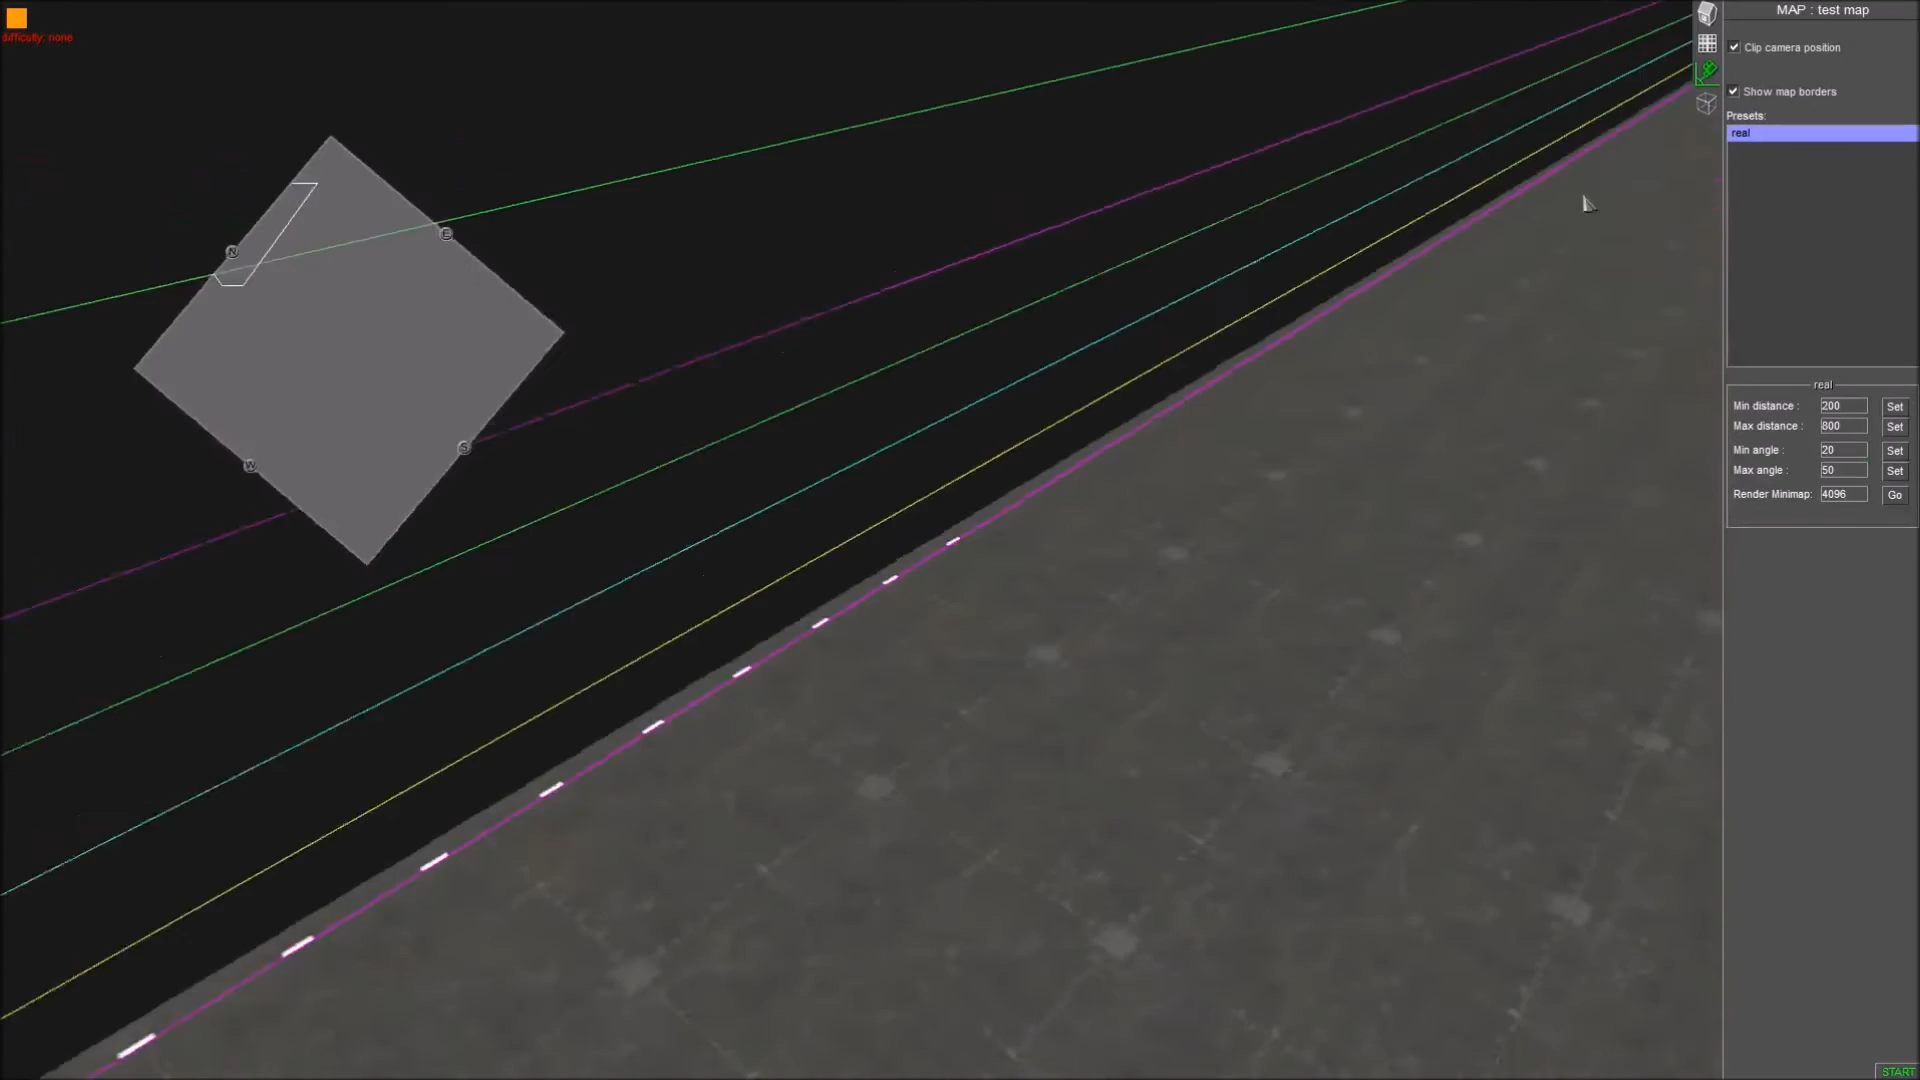 difficulty: none
MAP : test map
Clip camera position
Show map borders
Presets:
real
N
E
S
W
real
Min distance : 200 Set
Max distance : 800 Set
Min angle : 20 Set
Max angle : 50 Set
Render Minimap: 4096 Go
START